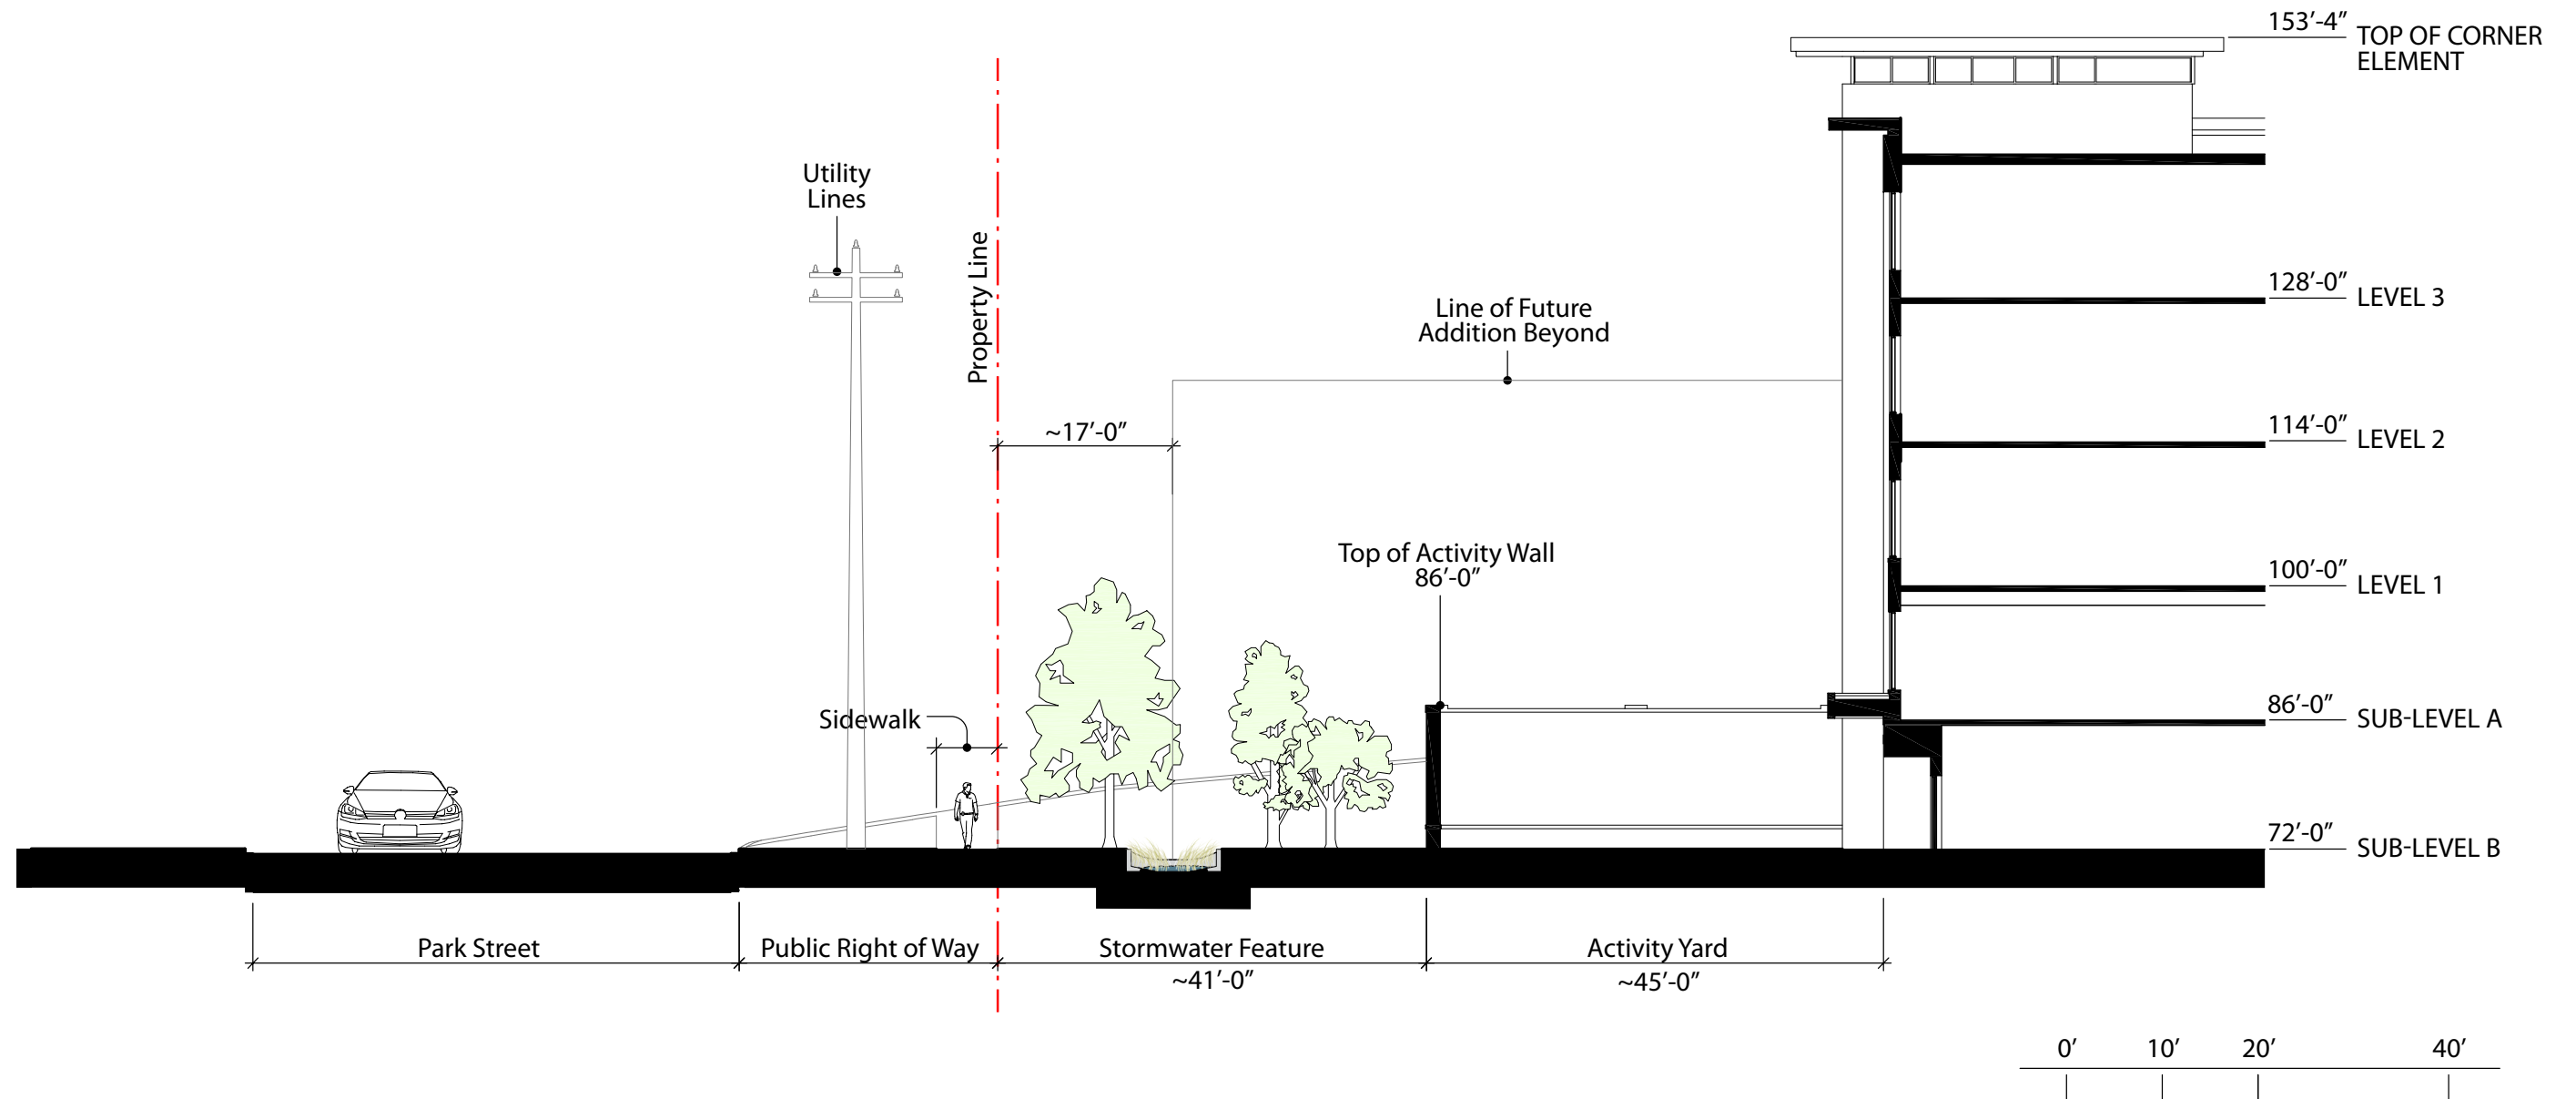 153’-4”
TOP OF CORNER
ELEMENT
Utility
Lines
Property Line
128’-0”
LEVEL 3
Line of Future
Addition Beyond
~17’-0”
114’-0”
LEVEL 2
Top of Activity Wall
86’-0”
100’-0”
LEVEL 1
Sidewalk
86’-0”
SUB-LEVEL A
72’-0”
SUB-LEVEL B
Park Street
Public Right of Way
Stormwater Feature
~41’-0”
Activity Yard
~45’-0”
0’
10’
20’
40’